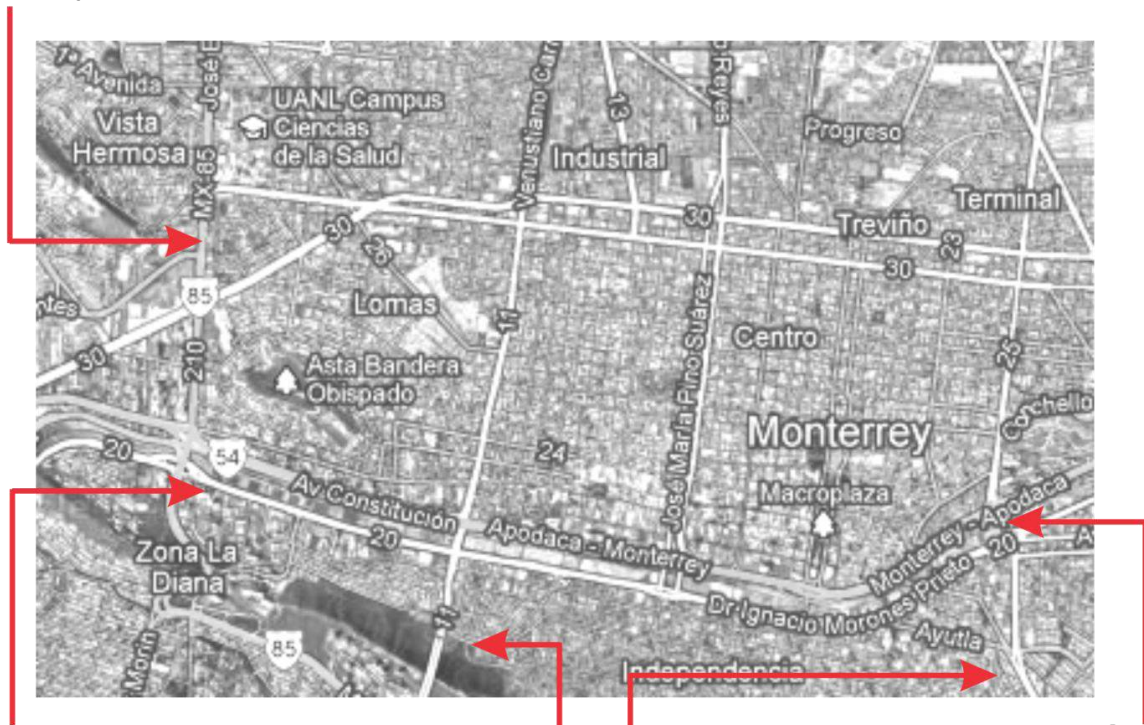 1ª Avenida
José
Vista
Hermosa
UANL Campus
Ciencias
de la Salud
MX 85
Venustiano Carr
13
Industrial
Reyes
Progreso
Terminal
30
26
30
Treviño
23
30
85
Lomas
11
José María Pino Suárez
Centro
25
30
210
Asta Bandera
Obispado
Conchello
Monterrey
20
54
24
Macroplaza
Av Constitución
20
Apodaca - Monterrey
Monterrey - Apodaca
20
Zona La
Diana
Dr Ignacio Morones Prieto
11
Ayutla
85
Morin
Independencia